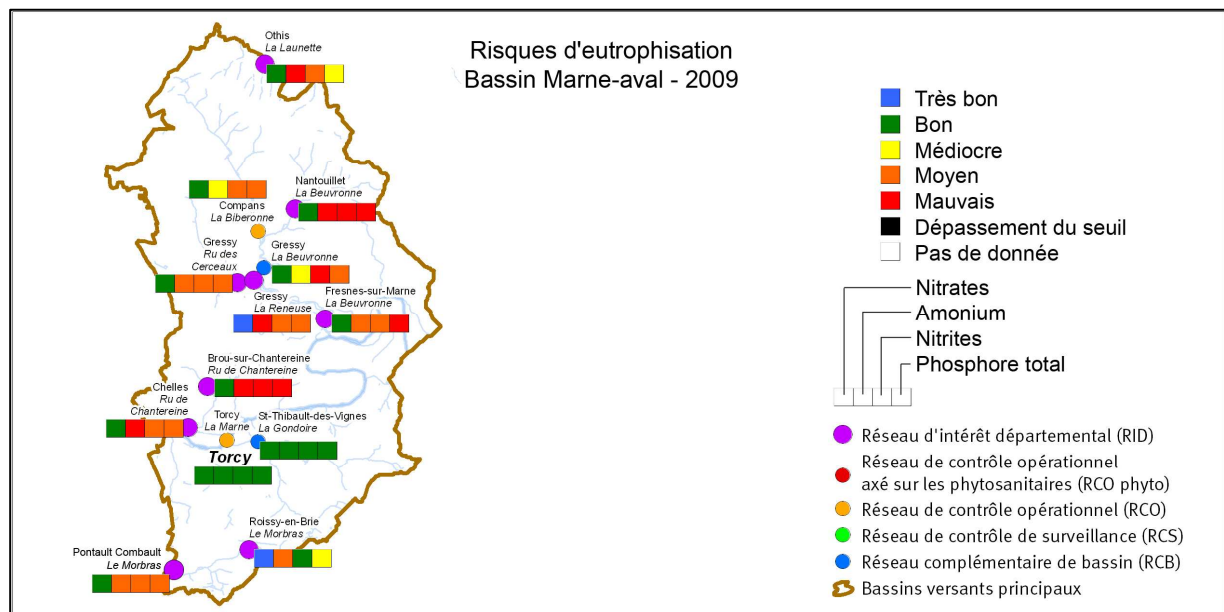 Risques d'eutrophisation
Bassin Marne-aval - 2009
Othis
La Launette
Nantouillet
La Beuvronne
Compans
La Biberonne
Gressy
Ru des
Cerceaux
Gressy
La Beuvronne
Gressy
La Reneuse
Fresnes-sur-Marne
La Beuvronne
Brou-sur-Chantereine
Ru de Chantereine
Chelles
Ru de
Chantereine
Torcy
La Marne
St-Thibault-des-Vignes
La Gondoire
Torcy
Roissy-en-Brie
Le Morbras
Pontault Combault
Le Morbras
Très bon
Bon
Médiocre
Moyen
Mauvais
Dépassement du seuil
Pas de donnée
Nitrates
Amonium
Nitrites
Phosphore total
Réseau d'intérêt départemental (RID)
Réseau de contrôle opérationnel
axé sur les phytosanitaires (RCO phyto)
Réseau de contrôle opérationnel (RCO)
Réseau de contrôle de surveillance (RCS)
Réseau complémentaire de bassin (RCB)
Bassins versants principaux